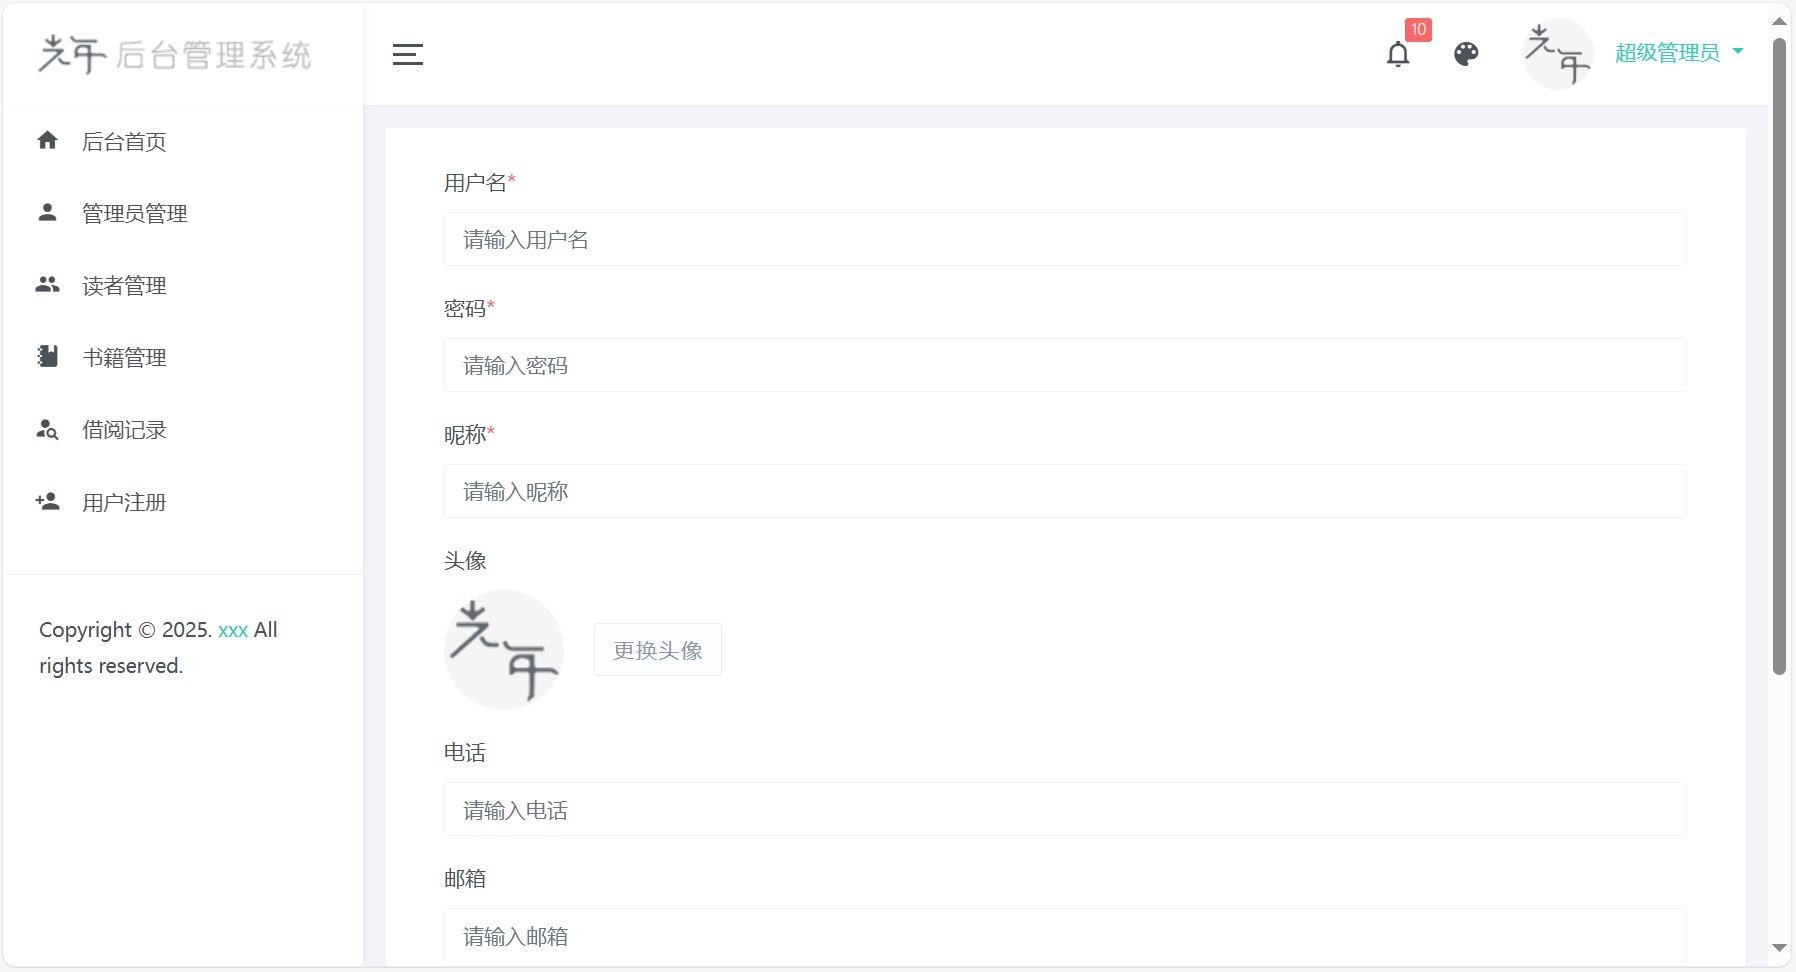 光年 后台管理系统
10
光年
超级管理员
后台首页
管理员管理
读者管理
书籍管理
借阅记录
用户注册
Copyright © 2025. xxx All
rights reserved.
用户名*
请输入用户名
密码*
请输入密码
昵称*
请输入昵称
头像
光年
更换头像
电话
请输入电话
邮箱
请输入邮箱